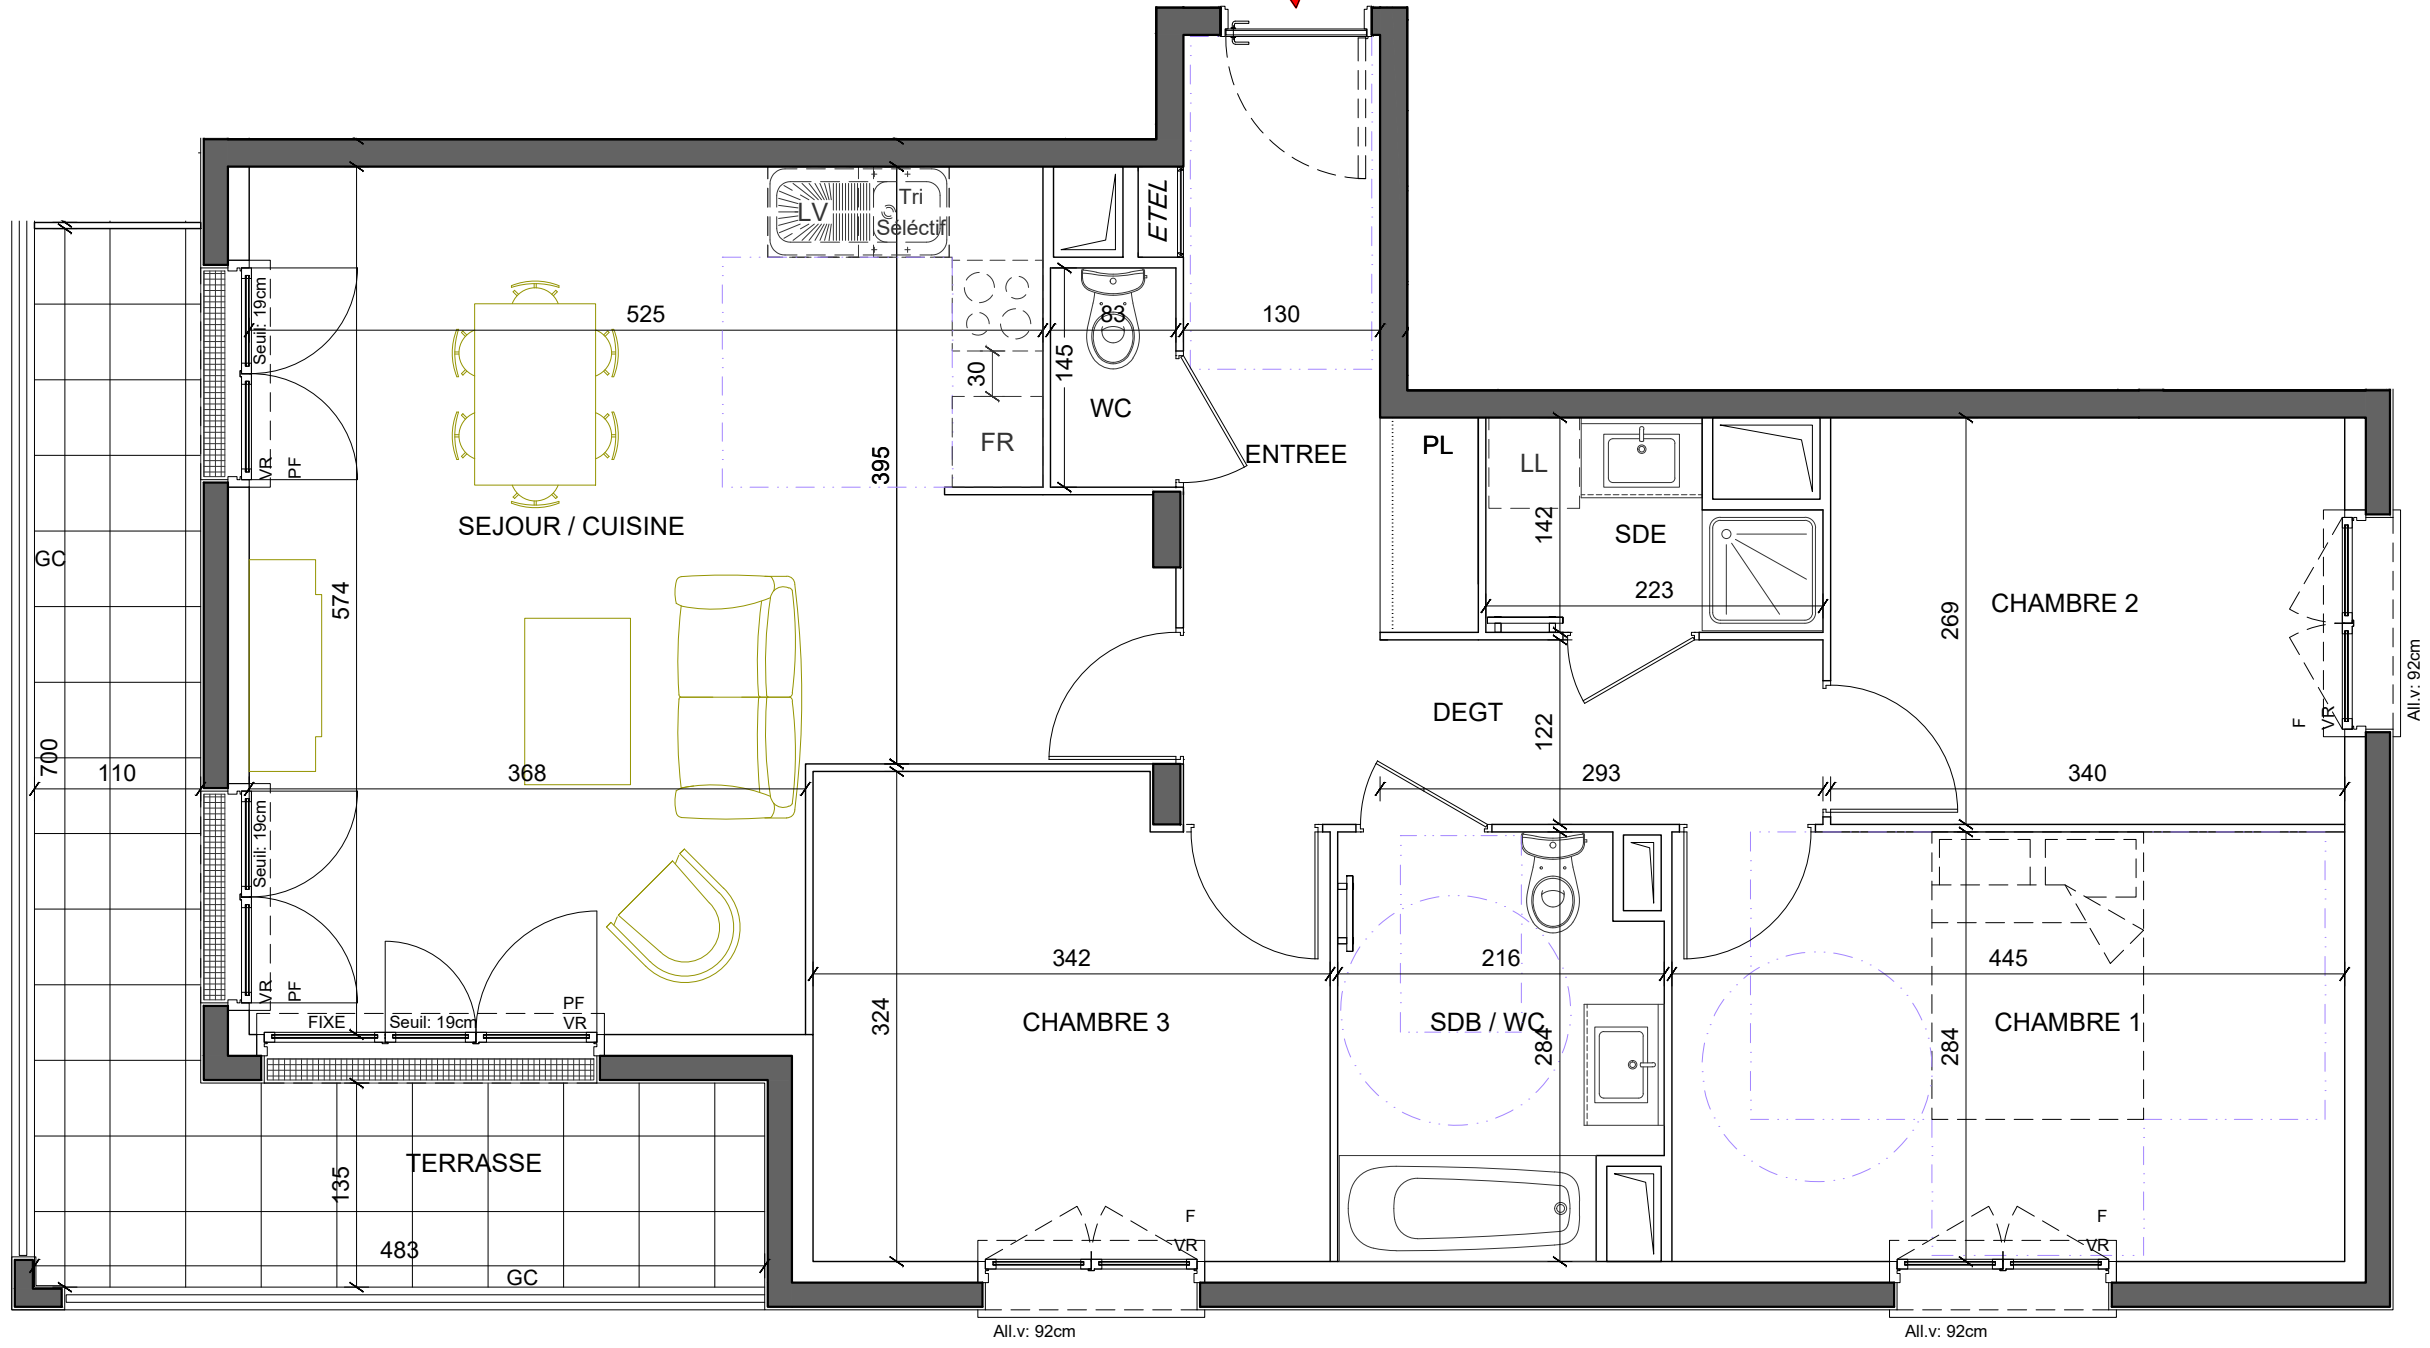 LV
Tri
Séléctif
ETEL
Seuil: 19cm
525
83
130
145
30
WC
FR
ENTREE
PL
LL
395
VR
PF
SEJOUR / CUISINE
142
SDE
GC
574
223
CHAMBRE 2
269
All.v: 92cm
F
VR
DEGT
122
700
110
368
293
340
Seuil: 19cm
VR
PF
342
216
445
FIXE
Seuil: 19cm
PF
VR
324
CHAMBRE 3
SDB / WC
284
CHAMBRE 1
284
TERRASSE
135
483
GC
F
VR
F
VR
All.v: 92cm
All.v: 92cm